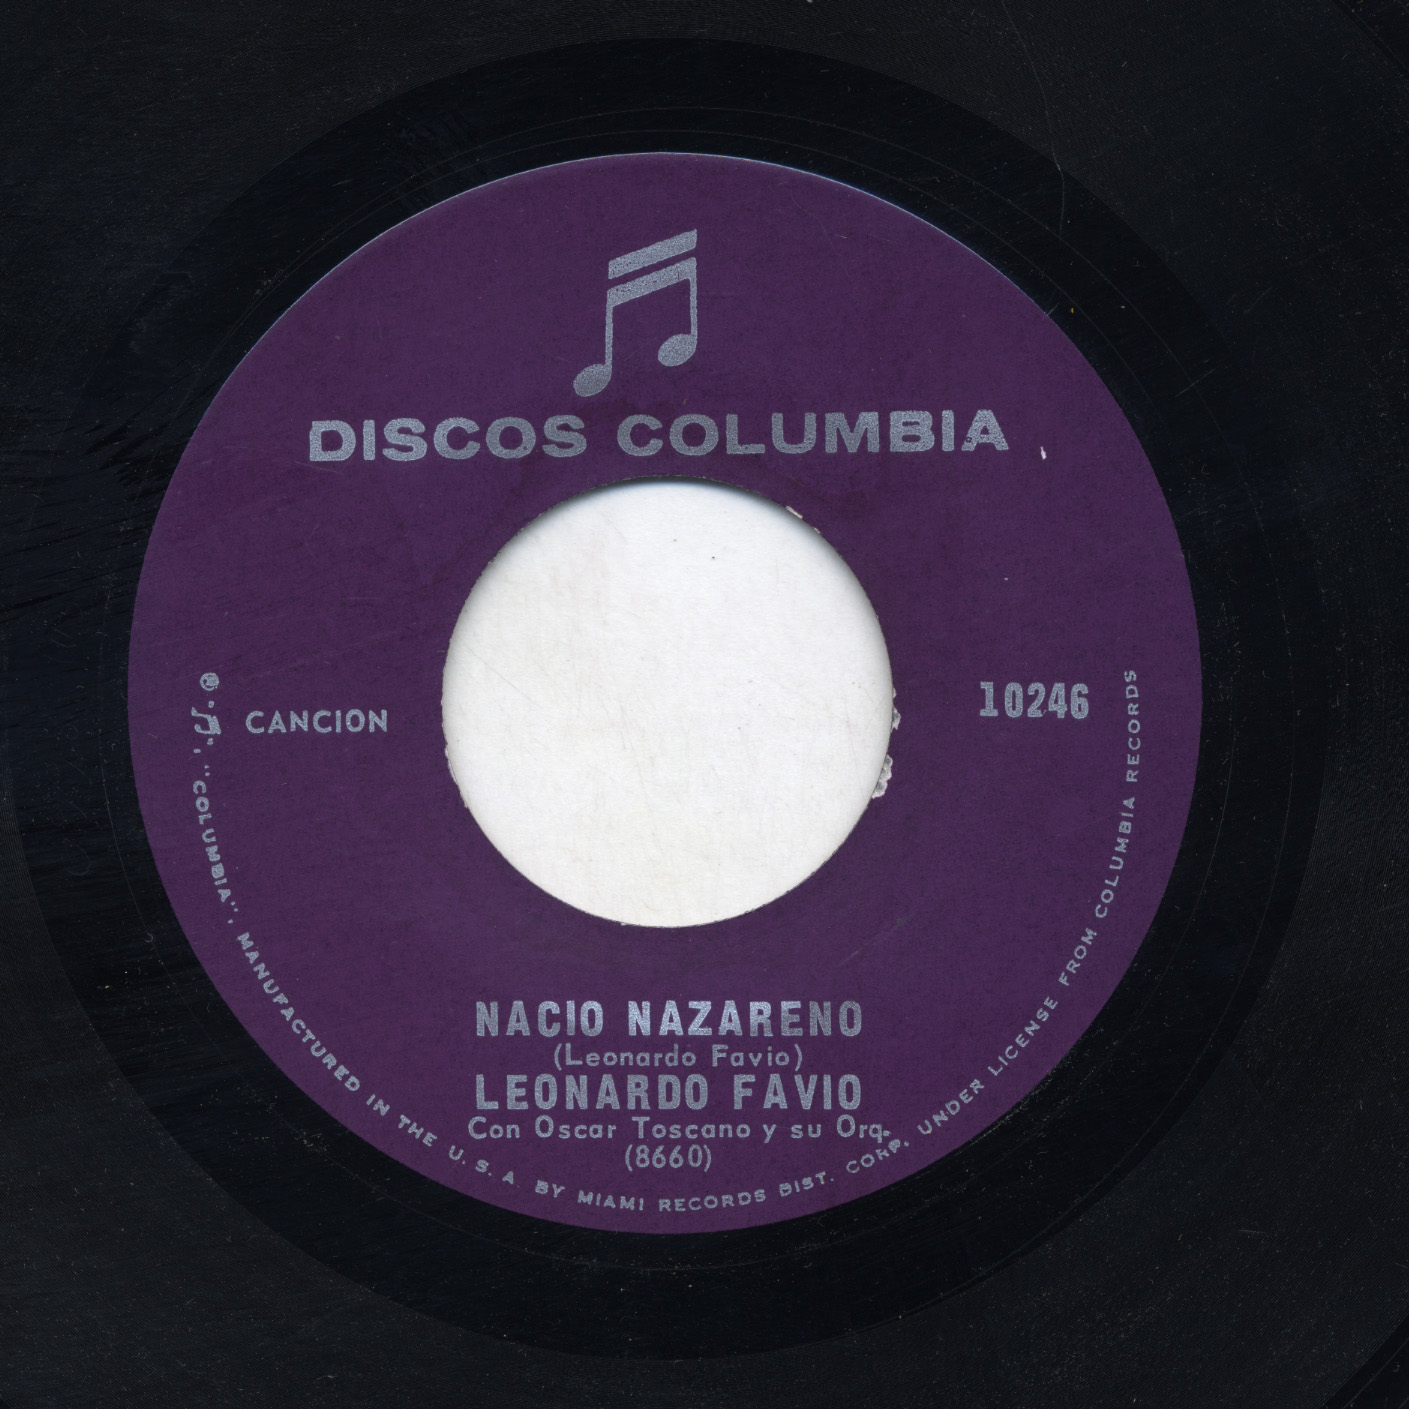 DISCOS COLUMBIA
CANCION
10246
NACIO NAZARENO
(Leonardo Favio)
LEONARDO FAVIO
Con Oscar Toscano y su Orq.
(8660)
"COLUMBIA", MANUFACTURED IN THE U.S.A. BY MIAMI RECORDS DIST. CORP. UNDER LICENSE FROM COLUMBIA RECORDS